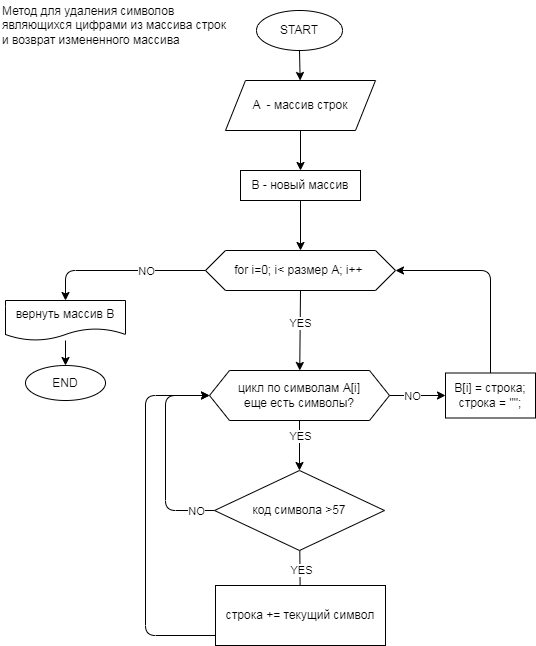 Метод для удаления символов
являющихся цифрами из массива строк
и возврат измененного массива
START
А - массив строк
В - новый массив
for i=0; i< размер А; i++
NO
вернуть массив В
END
YES
цикл по символам A[i]
еще есть символы?
NO
B[i] = строка;
строка = "";
YES
код символа >57
NO
YES
строка += текущий символ